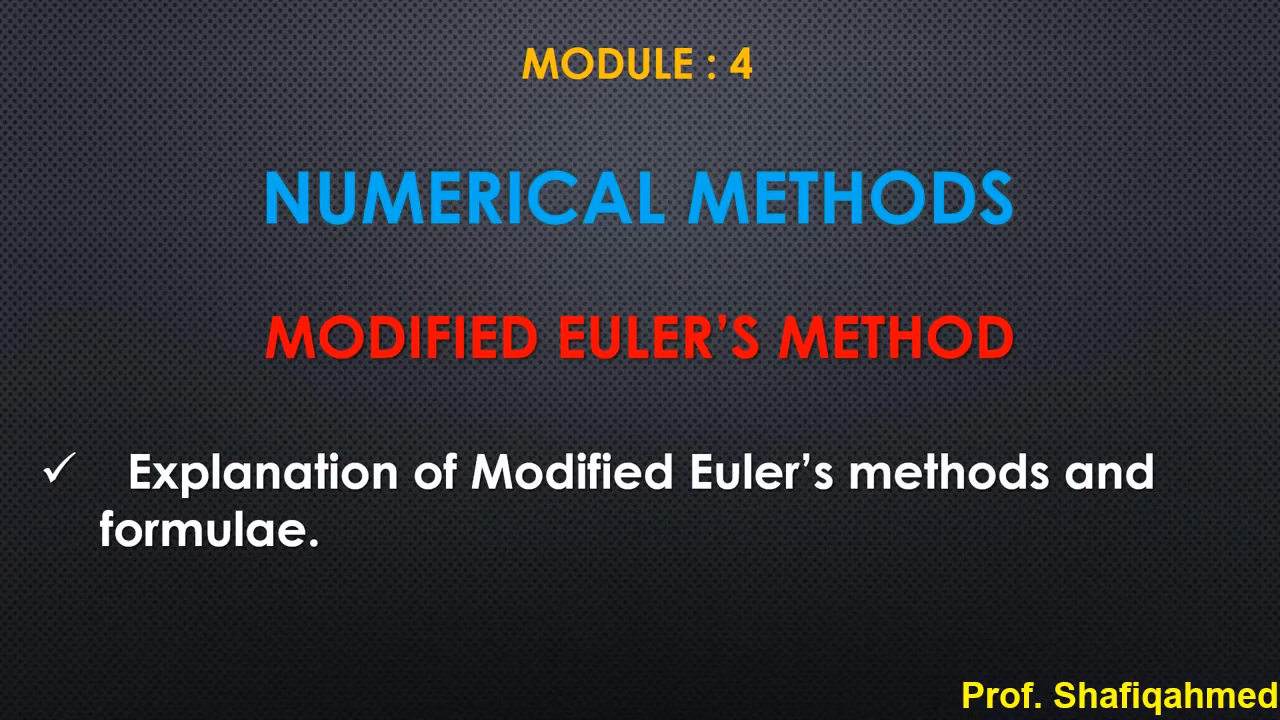 MODULE : 4
NUMERICAL METHODS
MODIFIED EULER’S METHOD
✓ Explanation of Modified Euler’s methods and
formulae.
Prof. Shafiqahmed